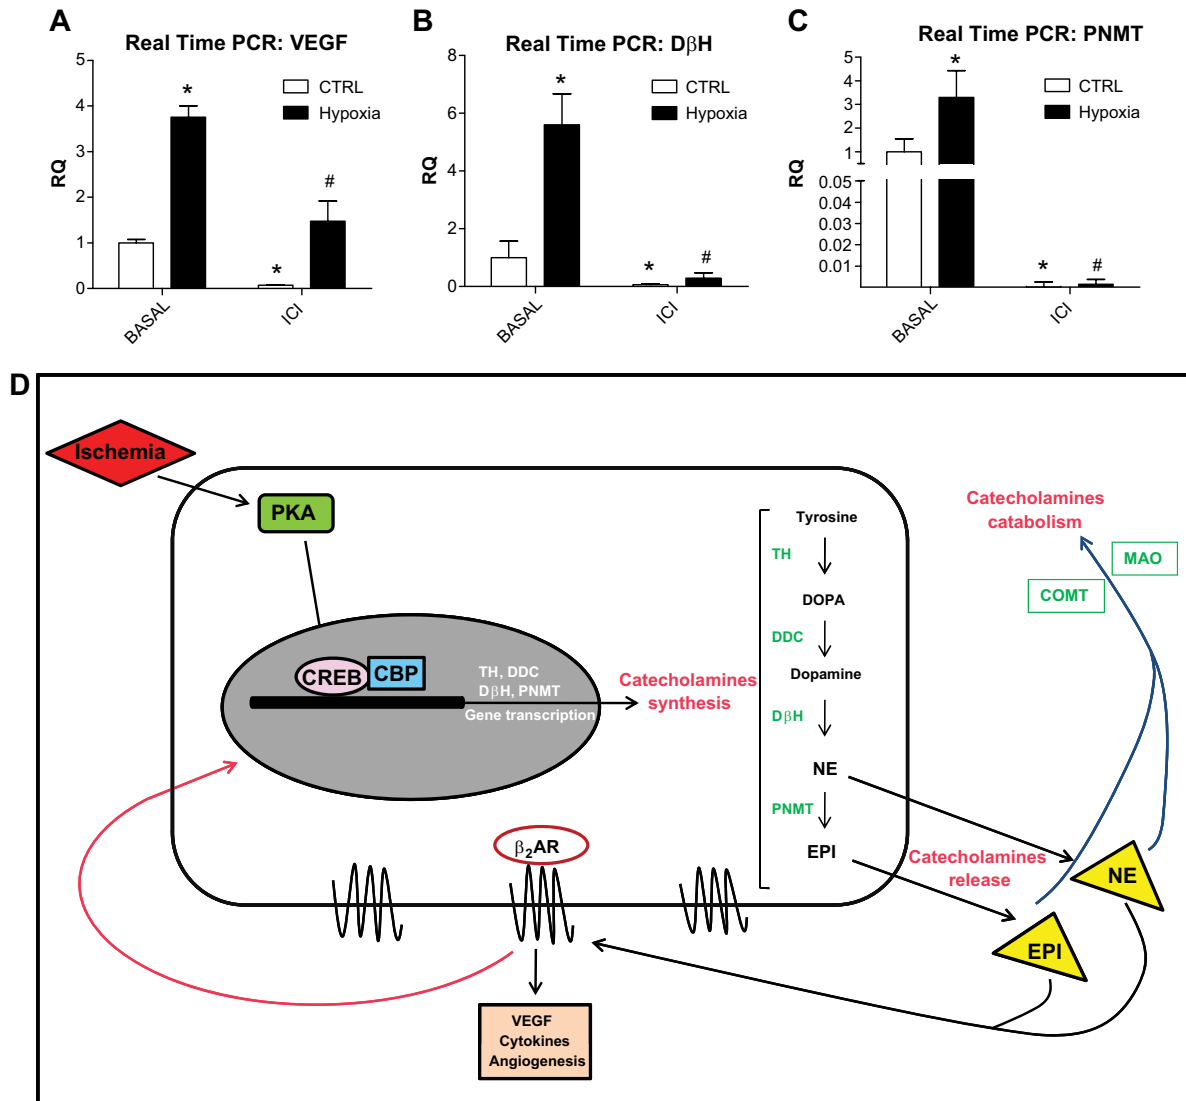 A
Real Time PCR: VEGF
5
4
3
2
1
0
RQ
CTRL
Hypoxia
*
*
#
BASAL
ICI
B
Real Time PCR: DβH
8
6
4
2
0
RQ
CTRL
Hypoxia
*
*
#
BASAL
ICI
C
Real Time PCR: PNMT
5
4
3
2
1
0.05
0.04
0.03
0.02
0.01
RQ
CTRL
Hypoxia
*
*
#
BASAL
ICI
D
Ischemia
PKA
CREB
CBP
TH, DDC
DβH, PNMT
Gene transcription
Catecholamines
synthesis
Tyrosine
TH
DOPA
DDC
Dopamine
DβH
NE
PNMT
EPI
Catecholamines
release
Catecholamines
catabolism
MAO
COMT
NE
EPI
β₂AR
VEGF
Cytokines
Angiogenesis